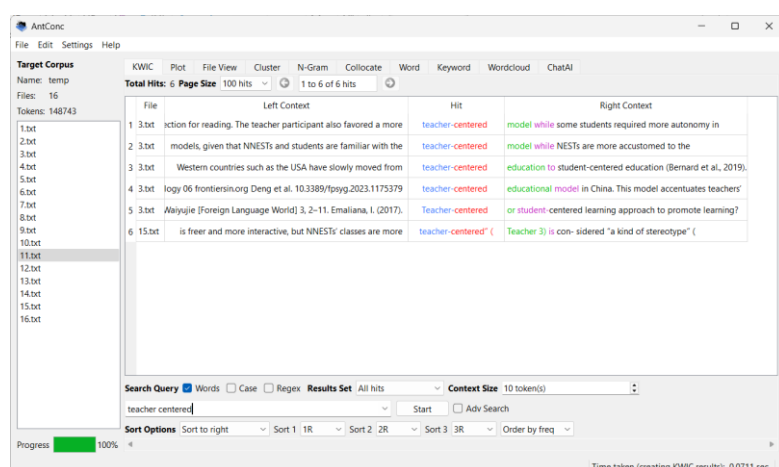 AntConc
File Edit Settings Help
Target Corpus
Name: temp
Files: 16
Tokens: 148743
1.txt
2.txt
3.txt
4.txt
5.txt
6.txt
7.txt
8.txt
9.txt
10.txt
11.txt
12.txt
13.txt
14.txt
15.txt
16.txt
Progress 100%
KWIC Plot File View Cluster N-Gram Collocate Word Keyword Wordcloud ChatAI
Total Hits: 6 Page Size 100 hits 1 to 6 of 6 hits
File Left Context Hit Right Context
1 3.txt ection for reading. The teacher participant also favored a more teacher-centered model while some students required more autonomy in
2 3.txt models, given that NNESTs and students are familiar with the teacher-centered model while NESTs are more accustomed to the
3 3.txt Western countries such as the USA have slowly moved from teacher-centered education to student-centered education (Bernard et al., 2019).
4 3.txt logy 06 frontiersin.org Deng et al. 10.3389/fpsyg.2023.1175379 teacher-centered educational model in China. This model accentuates teachers'
5 3.txt Waiyujie [Foreign Language World] 3, 2–11. Emaliana, I. (2017). Teacher-centered or student-centered learning approach to promote learning?
6 15.txt is freer and more interactive, but NNESTs' classes are more teacher-centered" ( Teacher 3) is con- sidered "a kind of stereotype" (
Search Query Words Case Regex Results Set All hits Context Size 10 token(s)
teacher centered Start Adv Search
Sort Options Sort to right Sort 1 1R Sort 2 2R Sort 3 3R Order by freq
Time taken (creating KWIC results): 0.0711 sec